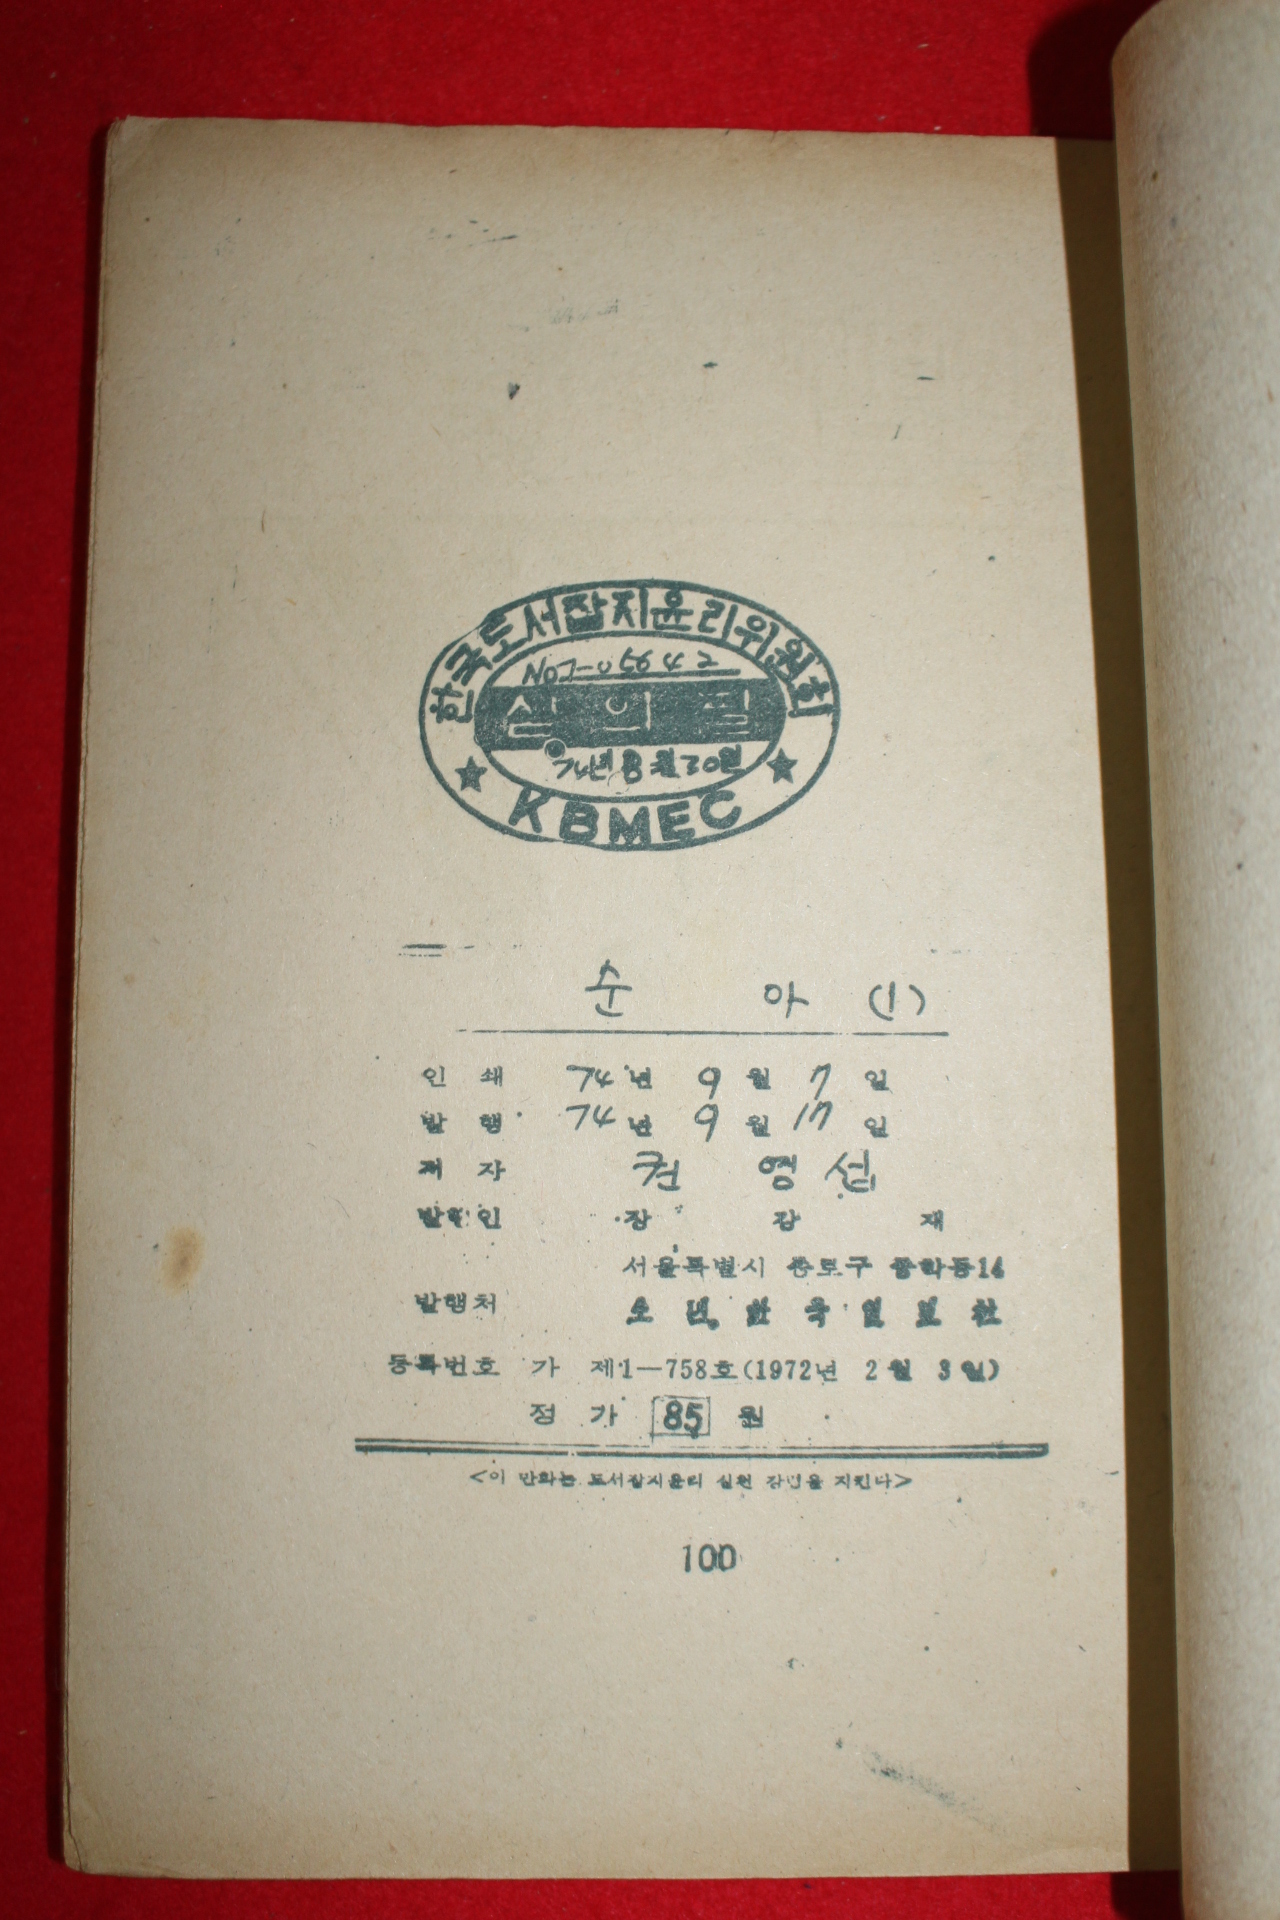 한국도서잡지윤리위원회
심의필
74년 8월 20일
KBMEC
순 아 (1)
인 쇄 74년 9월 7일
발 행 74년 9월 17일
저 자 권 영 섭
발행인 장 강 재
서울특별시 종로구 중학동14
발행처 소년한국일보사
등록번호 가 제1—758호(1972년 2월 3일)
정 가 85 원
<이 만화는 도서잡지윤리 실천 강령을 지킨다>
100